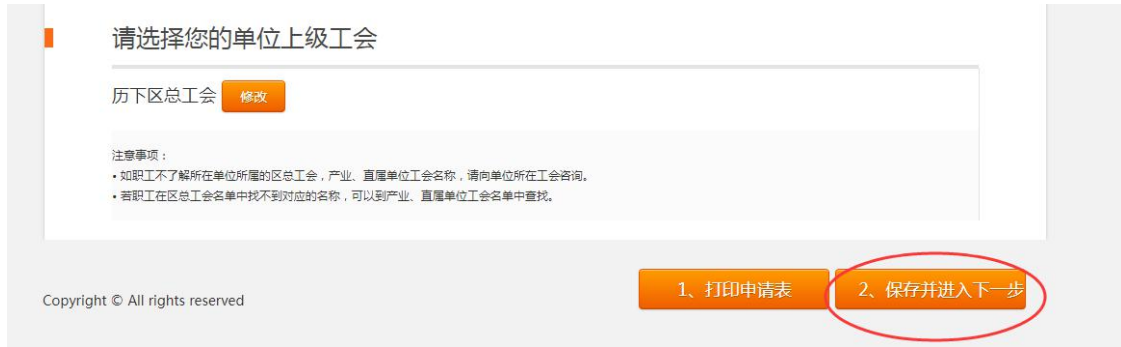 请选择您的单位上级工会
历下区总工会 修改
注意事项：
• 如职工不了解所在单位所属的区总工会，产业、直属单位工会名称，请向单位所在工会咨询。
• 若职工在区总工会名单中找不到对应的名称，可以到产业、直属单位工会名单中查找。
1、打印申请表 2、保存并进入下一步
Copyright © All rights reserved